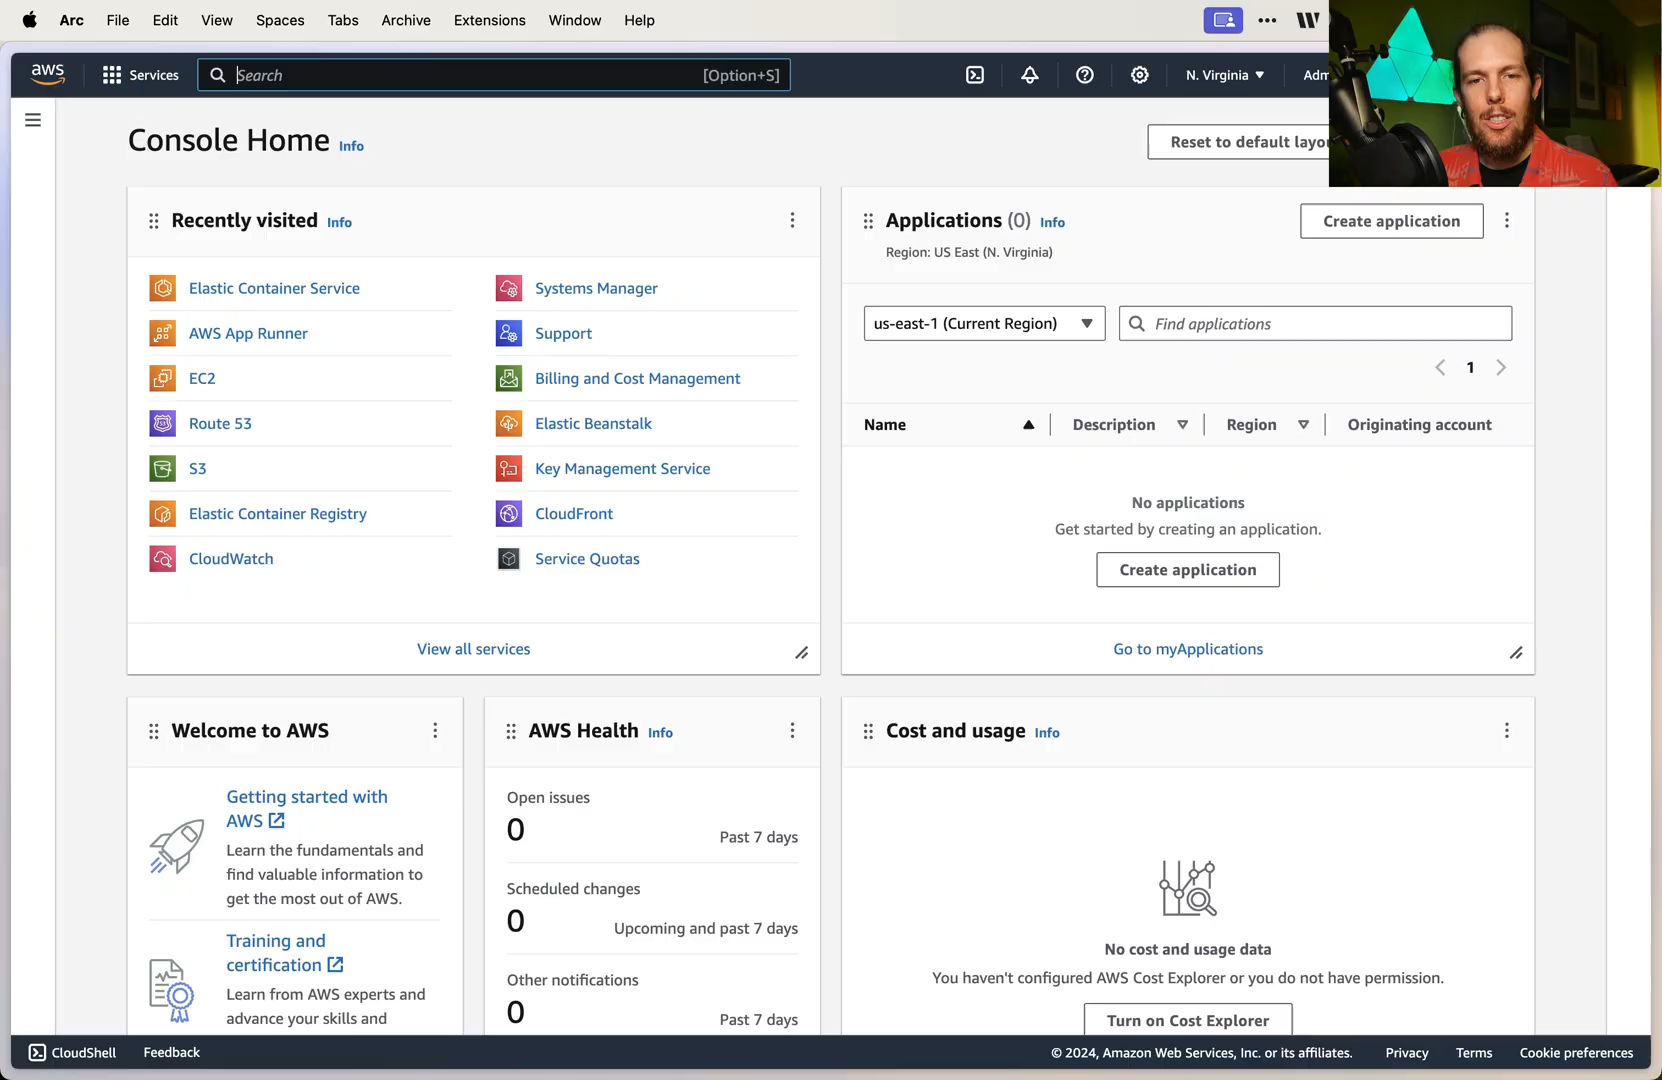 Arc File Edit View Spaces Tabs Archive Extensions Window Help
aws Services Search [Option+S] N. Virginia ▼
Console Home Info
Reset to default
Recently visited Info
Elastic Container Service
AWS App Runner
EC2
Route 53
S3
Elastic Container Registry
CloudWatch
Systems Manager
Support
Billing and Cost Management
Elastic Beanstalk
Key Management Service
CloudFront
Service Quotas
View all services
Applications (0) Info
Create application
Region: US East (N. Virginia)
us-east-1 (Current Region) Find applications
1
Name Description Region Originating account
No applications
Get started by creating an application.
Create application
Go to myApplications
Welcome to AWS
Getting started with
AWS
Learn the fundamentals and
find valuable information to
get the most out of AWS.
Training and
certification
Learn from AWS experts and
advance your skills and
AWS Health Info
Open issues
0 Past 7 days
Scheduled changes
0 Upcoming and past 7 days
Other notifications
0 Past 7 days
Cost and usage Info
No cost and usage data
You haven't configured AWS Cost Explorer or you do not have permission.
Turn on Cost Explorer
CloudShell Feedback © 2024, Amazon Web Services, Inc. or its affiliates. Privacy Terms Cookie preferences